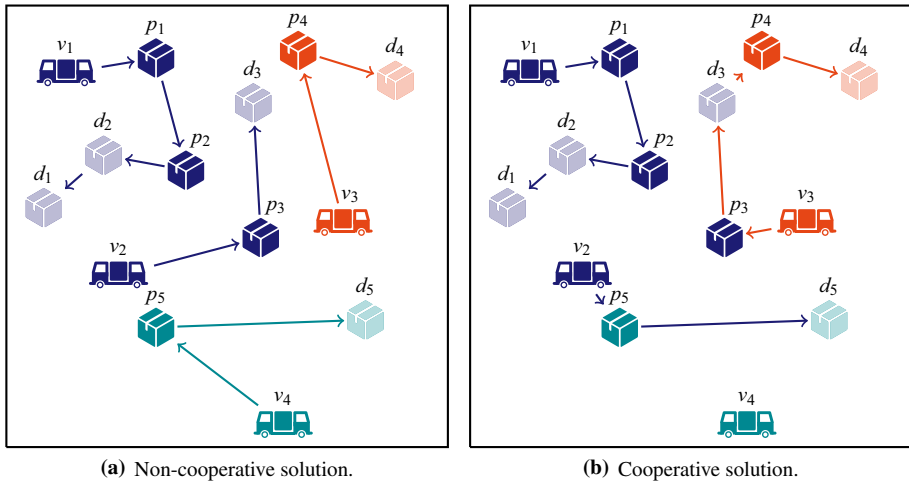 p₁
p₄
v₁
d₄
d₃
d₂
p₂
d₁
v₃
p₃
v₂
p₅
d₅
v₄
(a) Non-cooperative solution.
p₄
v₁
p₁
d₄
d₃
d₂
p₂
d₁
v₃
p₃
v₂
p₅
d₅
v₄
(b) Cooperative solution.